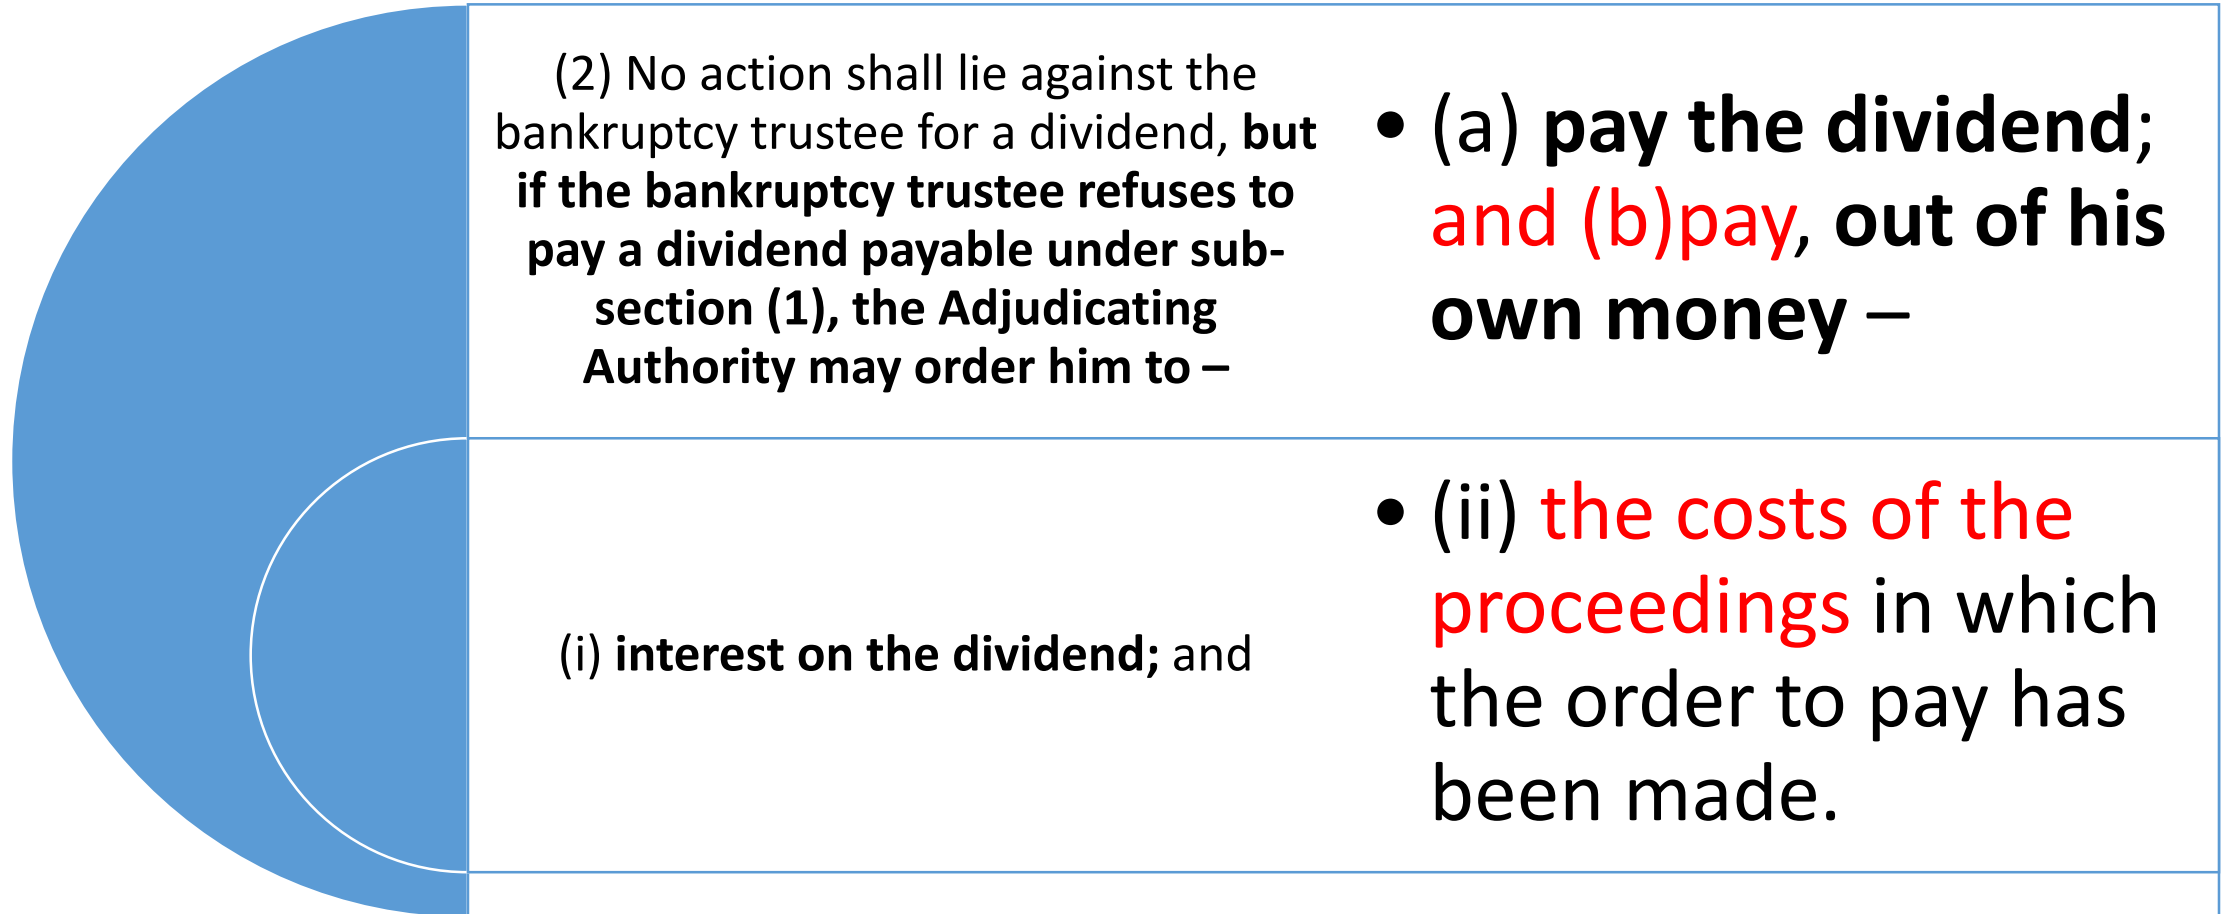 (2) No action shall lie against the
bankruptcy trustee for a dividend, but
if the bankruptcy trustee refuses to
pay a dividend payable under sub-
section (1), the Adjudicating
Authority may order him to –
• (a) pay the dividend;
and (b)pay, out of his
own money –
(i) interest on the dividend; and
• (ii) the costs of the
proceedings in which
the order to pay has
been made.